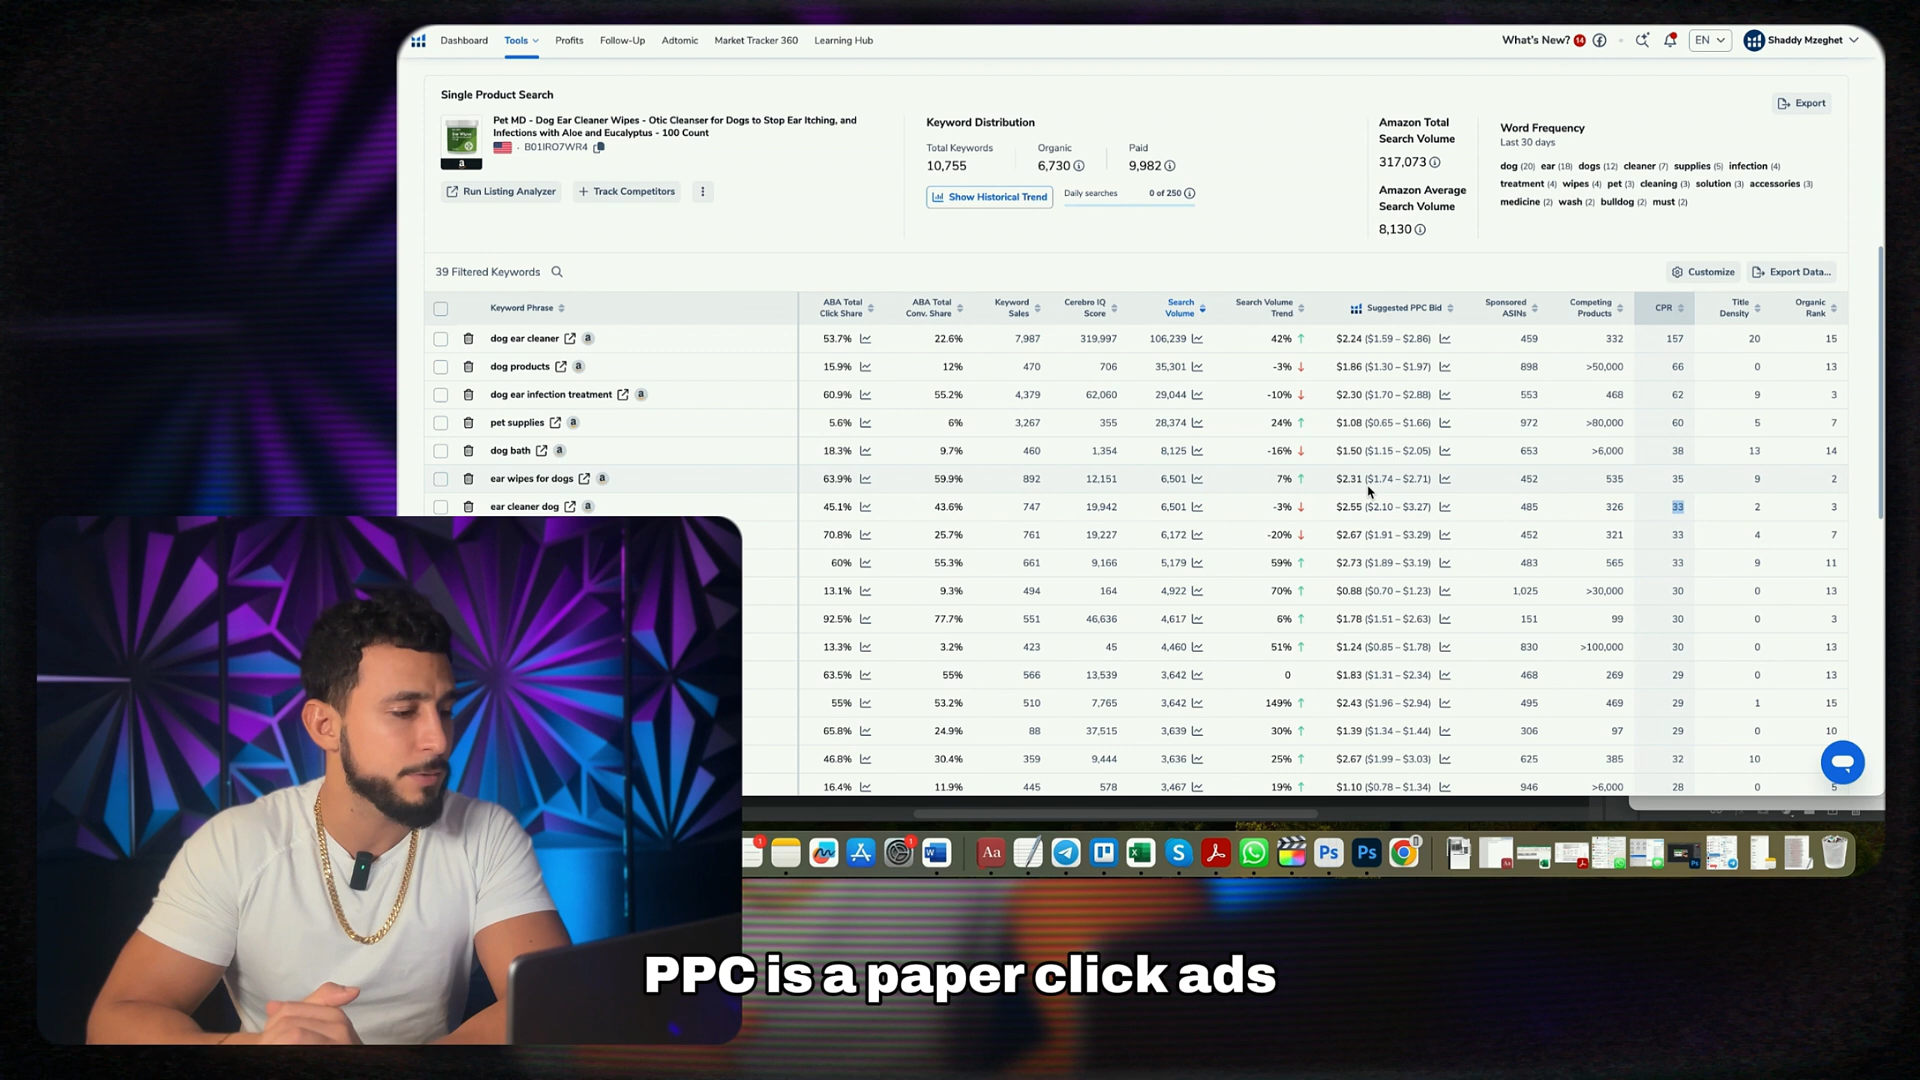 Dashboard Tools Profits Follow-Up Adtomic Market Tracker 360 Learning Hub What's New? 14 EN Shaddy Mzeghet
Single Product Search
Export
Pet MD - Dog Ear Cleaner Wipes - Otic Cleanser for Dogs to Stop Ear Itching, and
Infections with Aloe and Eucalyptus - 100 Count
B01IRO7WR4
Run Listing Analyzer + Track Competitors
Keyword Distribution
Total Keywords Organic Paid
10,755 6,730 9,982
Show Historical Trend Daily searches 0 of 250
Amazon Total
Search Volume
317,073
Amazon Average
Search Volume
8,130
Word Frequency
Last 30 days
dog (20) ear (18) dogs (12) cleaner (7) supplies (5) infection (4)
treatment (4) wipes (4) pet (3) cleaning (3) solution (3) accessories (3)
medicine (2) wash (2) bulldog (2) must (2)
39 Filtered Keywords Customize Export Data...
Keyword Phrase ABA Total Click Share ABA Total Conv. Share Keyword Sales Cerebro IQ Score Search Volume Search Volume Trend Suggested PPC Bid Sponsored ASINs Competing Products CPR Title Density Organic Rank
dog ear cleaner 53.7% 22.6% 7,987 319,997 106,239 42% $2.24 ($1.59 – $2.86) 459 332 157 20 15
dog products 15.9% 12% 470 706 35,301 -3% $1.86 ($1.30 – $1.97) 898 >50,000 66 0 13
dog ear infection treatment 60.9% 55.2% 4,379 62,060 29,044 -10% $2.30 ($1.70 – $2.88) 553 468 62 9 3
pet supplies 5.6% 6% 3,267 355 28,374 24% $1.08 ($0.65 – $1.66) 972 >80,000 60 5 7
dog bath 18.3% 9.7% 460 1,354 8,125 -16% $1.50 ($1.15 – $2.05) 653 >6,000 38 13 14
ear wipes for dogs 63.9% 59.9% 892 12,151 6,501 7% $2.31 ($1.74 – $2.71) 452 535 35 9 2
ear cleaner dog 45.1% 43.6% 747 19,942 6,501 -3% $2.55 ($2.10 – $3.27) 485 326 33 2 3
70.8% 25.7% 761 19,227 6,172 -20% $2.67 ($1.91 – $3.29) 452 321 33 4 7
60% 55.3% 661 9,166 5,179 59% $2.73 ($1.89 – $3.19) 483 565 33 9 11
13.1% 9.3% 494 164 4,922 70% $0.88 ($0.70 – $1.23) 1,025 >30,000 30 0 13
92.5% 77.7% 551 46,636 4,617 6% $1.78 ($1.51 – $2.63) 151 99 30 0 3
13.3% 3.2% 423 45 4,460 51% $1.24 ($0.85 – $1.78) 830 >100,000 30 0 13
63.5% 55% 566 13,539 3,642 0 $1.83 ($1.31 – $2.34) 468 269 29 0 13
55% 53.2% 510 7,765 3,642 149% $2.43 ($1.96 – $2.94) 495 469 29 1 15
65.8% 24.9% 88 37,515 3,639 30% $1.39 ($1.34 – $1.44) 306 97 29 0 10
46.8% 30.4% 359 9,444 3,636 25% $2.67 ($1.99 – $3.03) 625 385 32 10
16.4% 11.9% 445 578 3,467 19% $1.10 ($0.78 – $1.34) 946 >6,000 28 0 5
PPC is a paper click ads